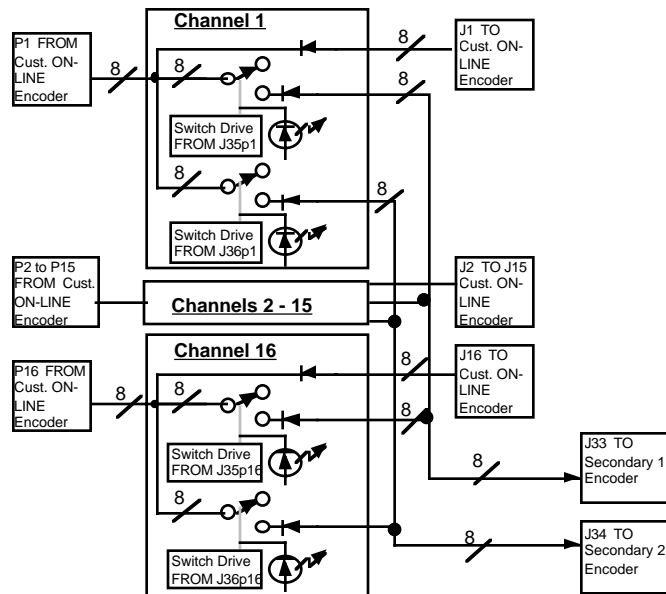 Channel 1
P1 FROM
Cust. ON-
LINE
Encoder
8
8
8
8
J1 TO
Cust. ON-
LINE
Encoder
Switch Drive
FROM J35p1
8
8
Switch Drive
FROM J36p1
P2 to P15
FROM Cust.
ON-LINE
Encoder
Channels 2 - 15
J2 TO J15
Cust. ON-
LINE
Encoder
Channel 16
P16 FROM
Cust. ON-
LINE
Encoder
8
8
8
8
J16 TO
Cust. ON-
LINE
Encoder
Switch Drive
FROM J35p16
8
Switch Drive
FROM J36p16
8
J33 TO
Secondary 1
Encoder
8
J34 TO
Secondary 2
Encoder